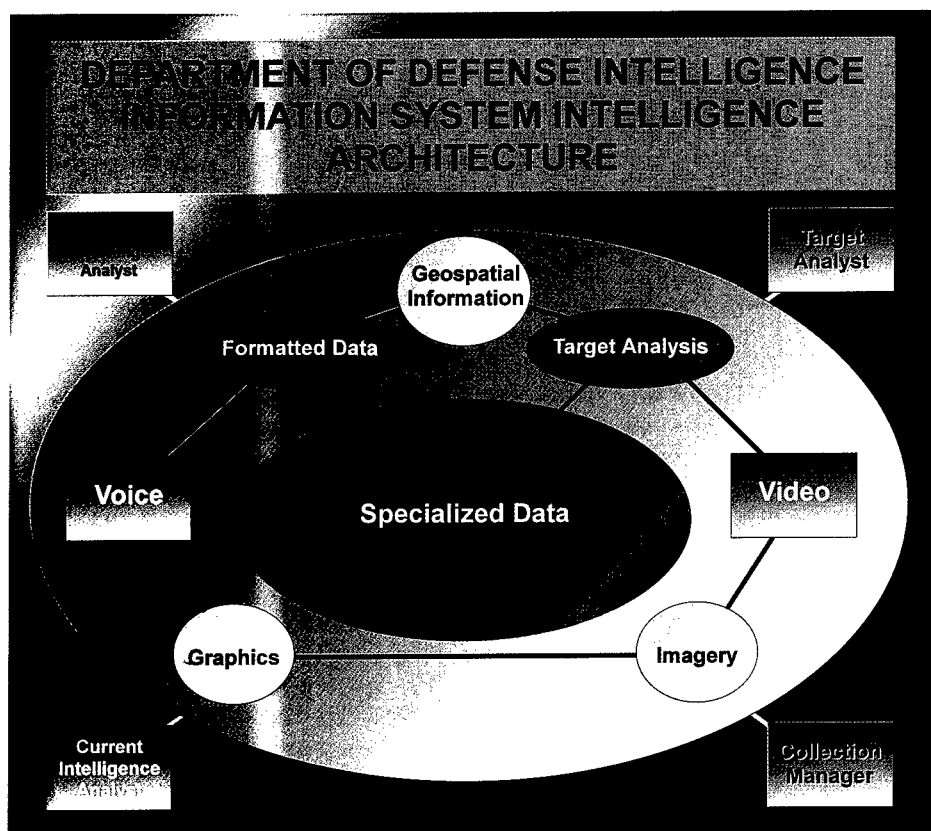 DEPARTMENT OF DEFENSE INTELLIGENCE
INFORMATION SYSTEM INTELLIGENCE
ARCHITECTURE
Analyst
Target
Analyst
Geospatial
Information
Formatted Data
Target Analysis
Voice
Specialized Data
Video
Graphics
Imagery
Current
Intelligence
Analyst
Collection
Manager